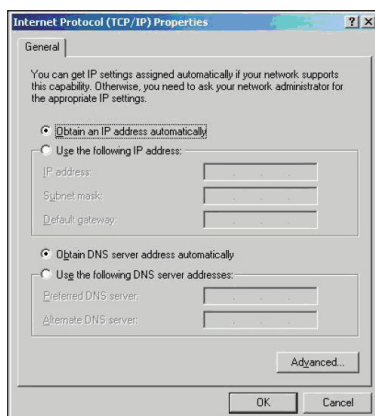 Internet Protocol (TCP/IP) Properties
General
You can get IP settings assigned automatically if your network supports
this capability. Otherwise, you need to ask your network administrator for
the appropriate IP settings.
Obtain an IP address automatically
Use the following IP address:
IP address:
Subnet mask:
Default gateway:
Obtain DNS server address automatically
Use the following DNS server addresses:
Preferred DNS server:
Alternate DNS server:
Advanced...
OK Cancel